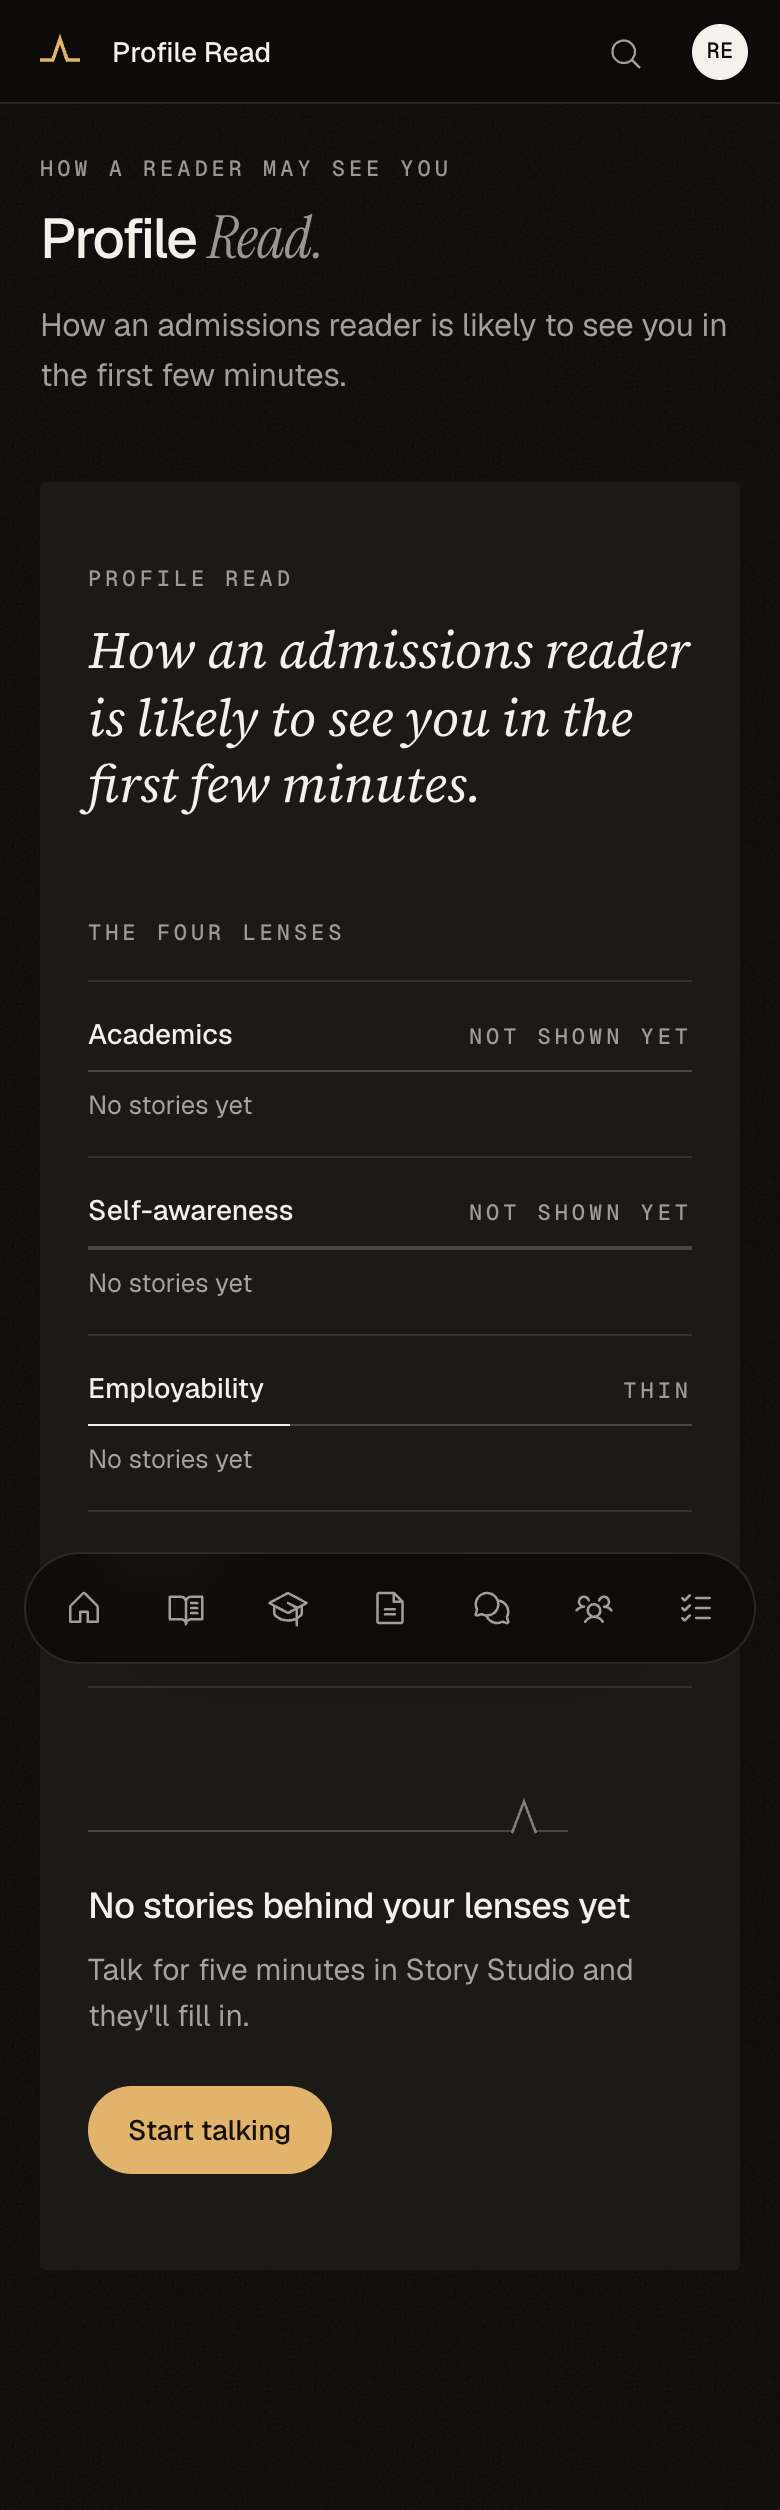 Profile Read
RE
HOW A READER MAY SEE YOU
Profile Read.
How an admissions reader is likely to see you in
the first few minutes.
PROFILE READ
How an admissions reader
is likely to see you in the
first few minutes.
THE FOUR LENSES
Academics
NOT SHOWN YET
No stories yet
Self-awareness
NOT SHOWN YET
No stories yet
Employability
THIN
No stories yet
No stories behind your lenses yet
Talk for five minutes in Story Studio and
they'll fill in.
Start talking